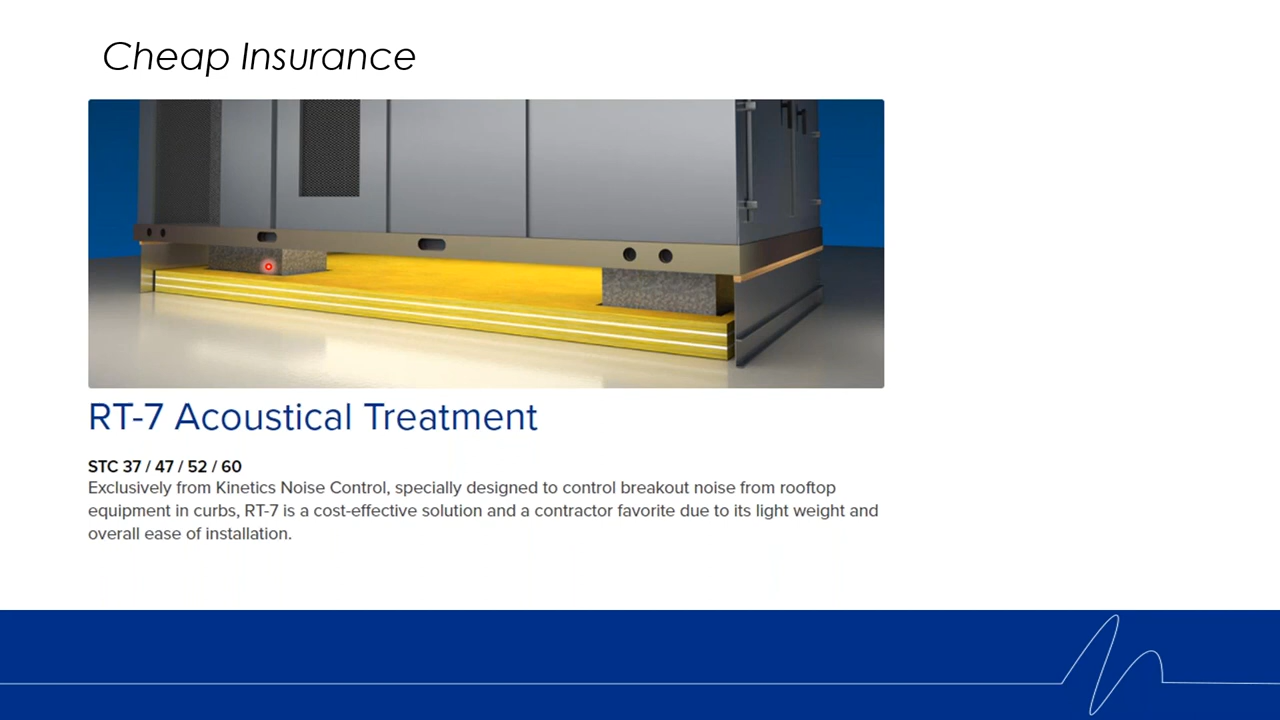 Cheap Insurance
RT-7 Acoustical Treatment
STC 37 / 47 / 52 / 60
Exclusively from Kinetics Noise Control, specially designed to control breakout noise from rooftop
equipment in curbs, RT-7 is a cost-effective solution and a contractor favorite due to its light weight and
overall ease of installation.